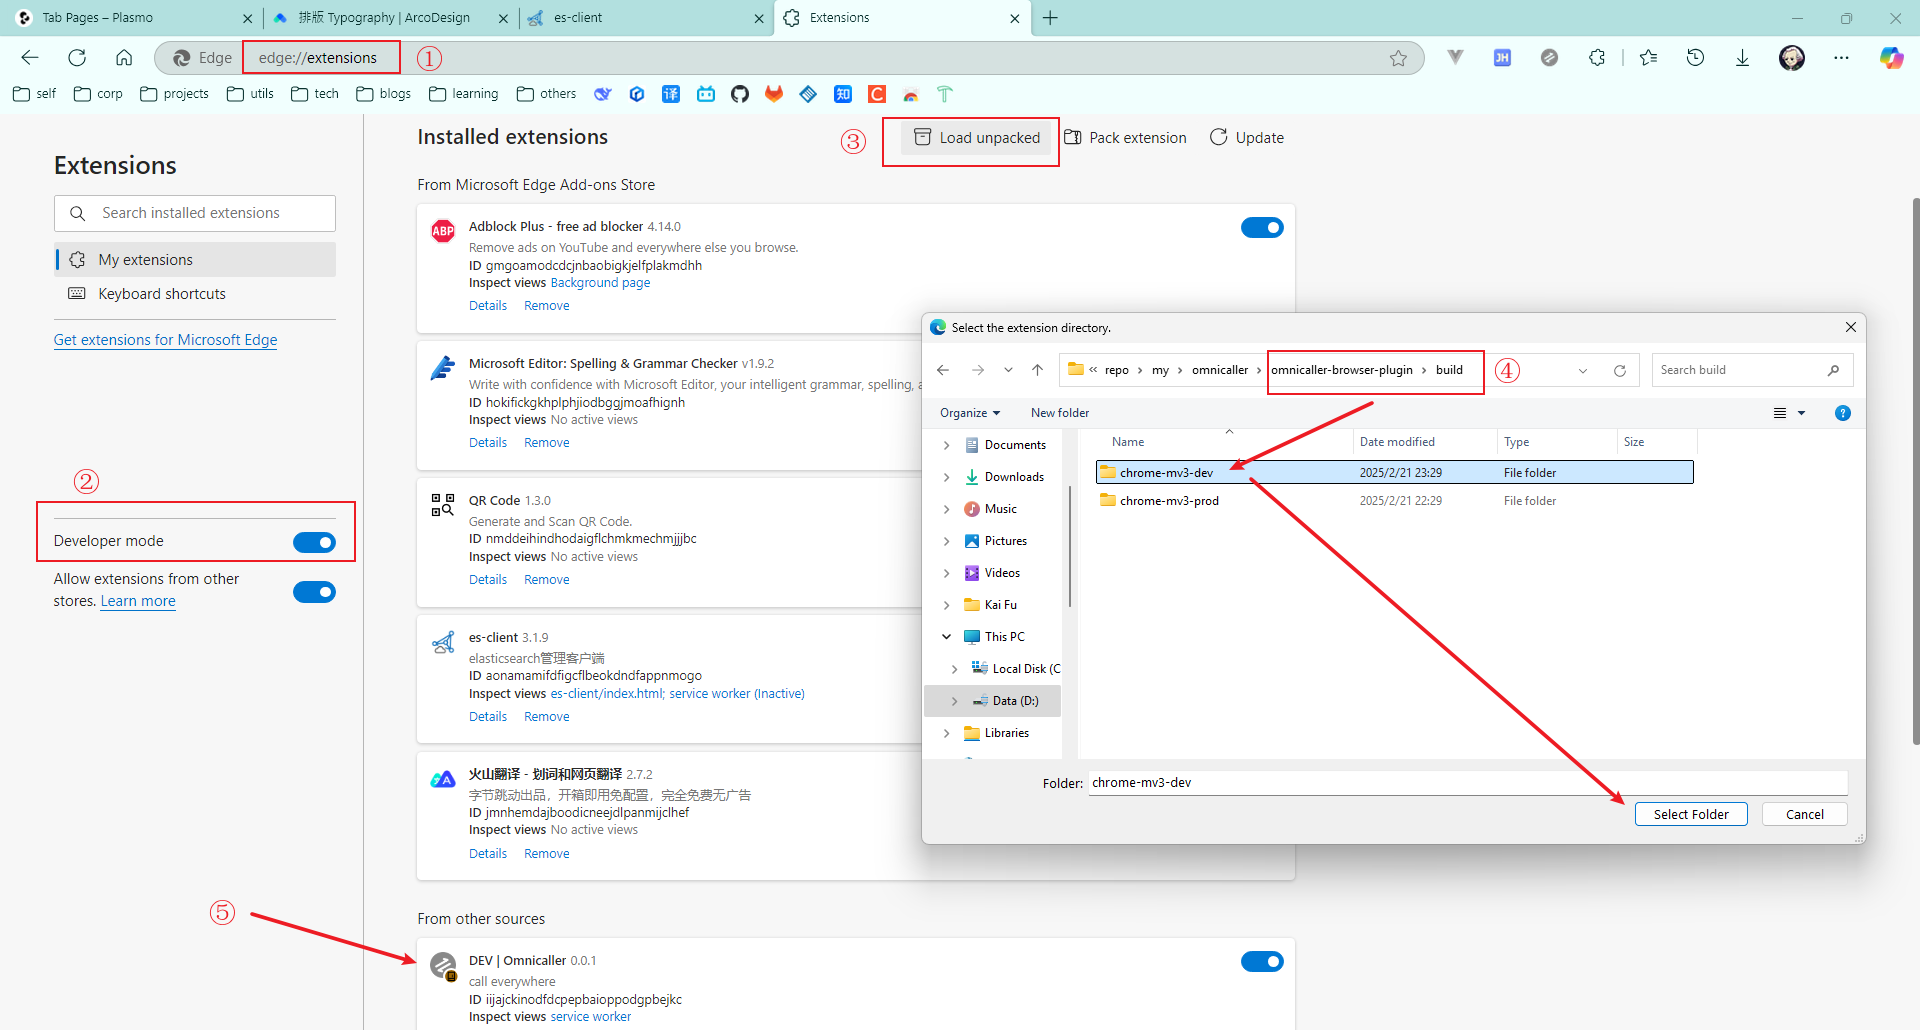 Tab Pages – Plasmo
排版 Typography | ArcoDesign
es-client
Extensions
Edge
edge://extensions
①
JH
self
corp
projects
utils
tech
blogs
learning
others
译
知
C
Extensions
Search installed extensions
My extensions
Keyboard shortcuts
Get extensions for Microsoft Edge
②
Developer mode
Allow extensions from other
stores. Learn more
Installed extensions
③
Load unpacked
Pack extension
Update
From Microsoft Edge Add-ons Store
ABP
Adblock Plus - free ad blocker 4.14.0
Remove ads on YouTube and everywhere else you browse.
ID gmgoamodcdcjnbaobigkjelfplakmdhh
Inspect views Background page
Details Remove
Microsoft Editor: Spelling & Grammar Checker v1.9.2
Write with confidence with Microsoft Editor, your intelligent grammar, spelling, a
ID hokifickgkhplphjiodbggjmoafhignh
Inspect views No active views
Details Remove
QR Code 1.3.0
Generate and Scan QR Code.
ID nmddeihindhodaigflchmkmechmjjjbc
Inspect views No active views
Details Remove
es-client 3.1.9
elasticsearch管理客户端
ID aonamamifdfigcflbeokdndfappnmogo
Inspect views es-client/index.html; service worker (Inactive)
Details Remove
火山翻译 - 划词和网页翻译 2.7.2
字节跳动出品，开箱即用免配置，完全免费无广告
ID jmnhemdajboodicneejdlpanmijclhef
Inspect views No active views
Details Remove
⑤
From other sources
DEV | Omnicaller 0.0.1
call everywhere
ID iijajckinodfdcpepbaioppodgpbejkc
Inspect views service worker
Select the extension directory.
« repo › my › omnicaller › omnicaller-browser-plugin › build
④
Search build
Organize
New folder
?
Documents
Downloads
Music
Pictures
Videos
Kai Fu
This PC
Local Disk (C
Data (D:)
Libraries
Name Date modified Type Size
chrome-mv3-dev 2025/2/21 23:29 File folder
chrome-mv3-prod 2025/2/21 22:29 File folder
Folder: chrome-mv3-dev
Select Folder
Cancel